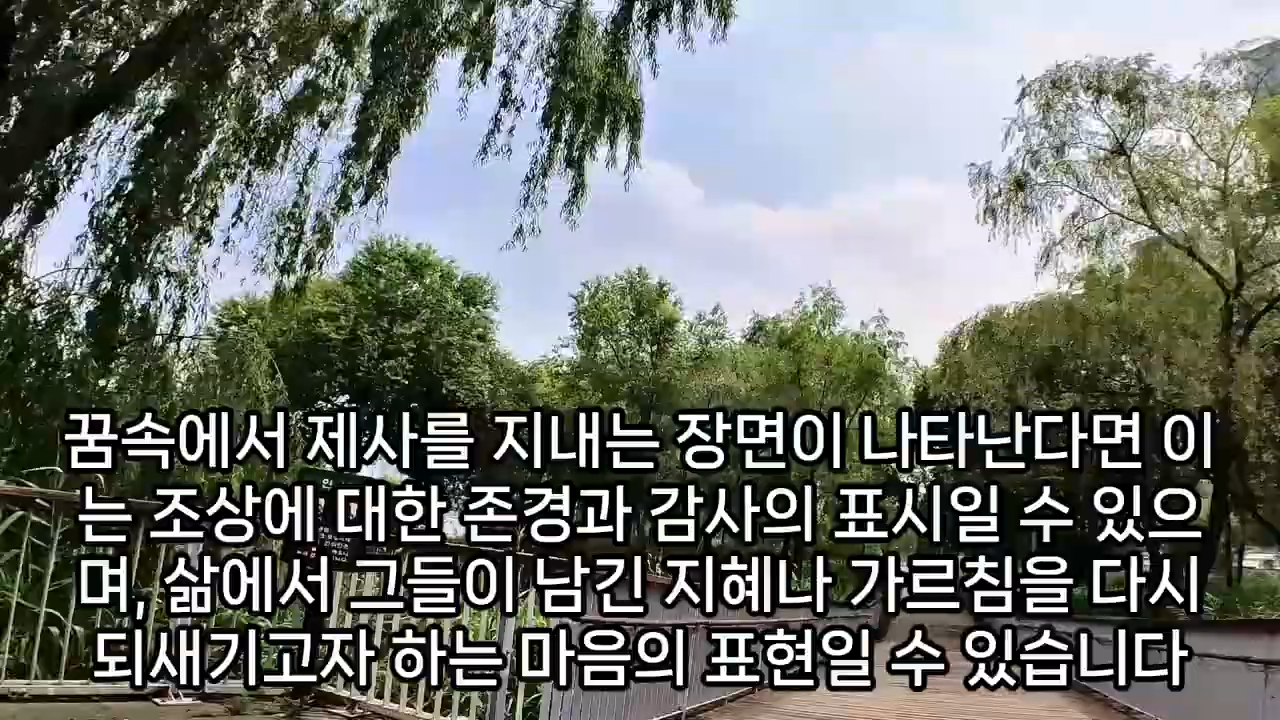 꿈속에서 제사를 지내는 장면이 나타난다면 이
는 조상에 대한 존경과 감사의 표시일 수 있으
며, 삶에서 그들이 남긴 지혜나 가르침을 다시
되새기고자 하는 마음의 표현일 수 있습니다